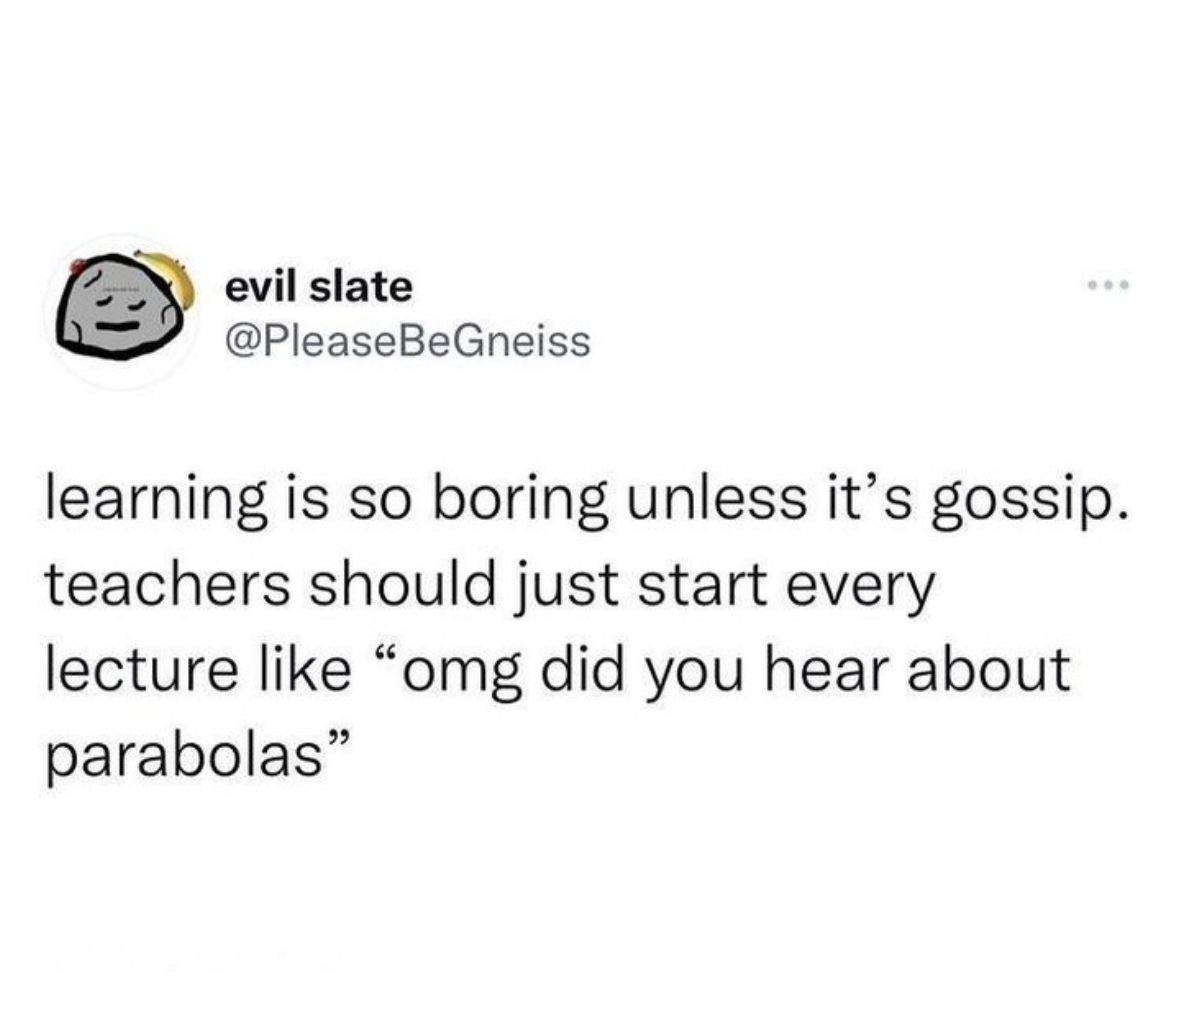 evil slate
@PleaseBeGneiss
learning is so boring unless it’s gossip.
teachers should just start every
lecture like “omg did you hear about
parabolas”